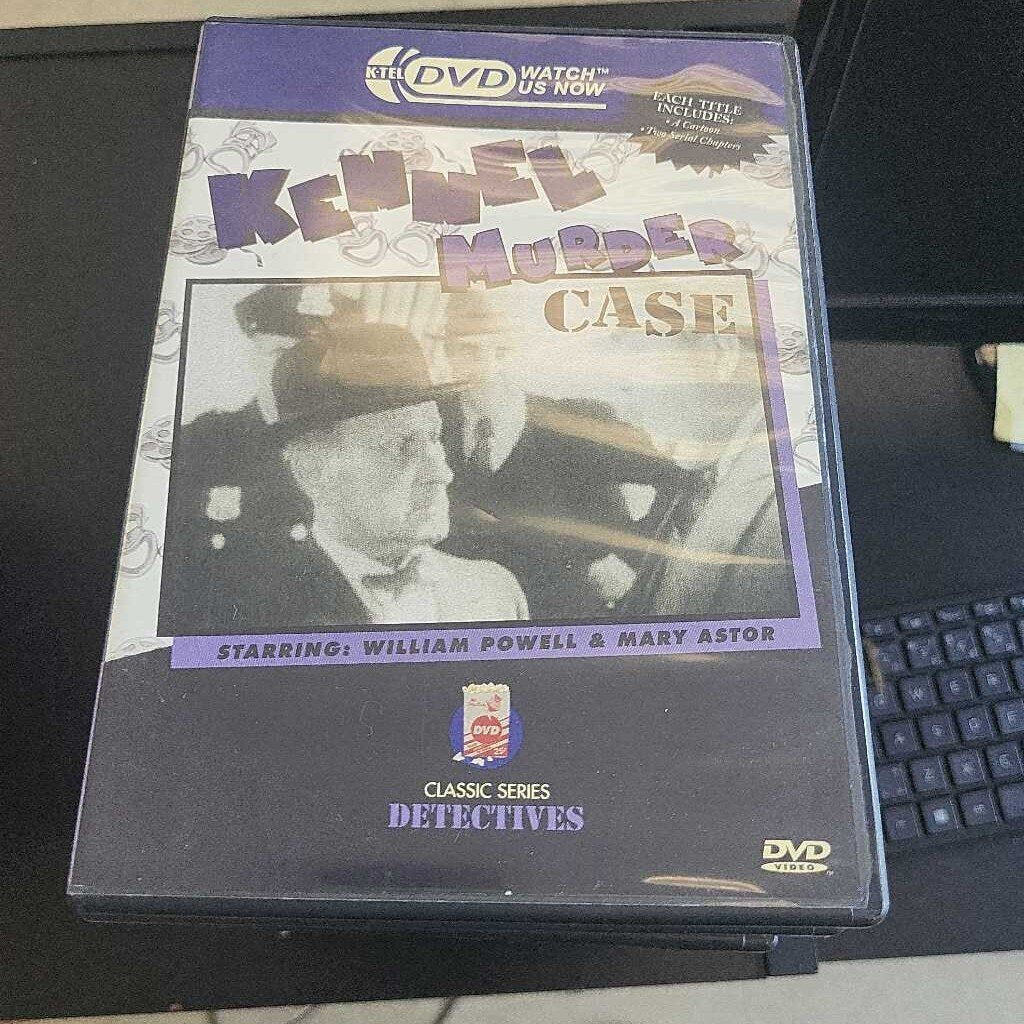 K-TEL DVD WATCH™
US NOW
EACH TITLE
INCLUDES:
• A Cartoon
• Two Serial Chapters
KENNEL
MURDER
CASE
STARRING: WILLIAM POWELL & MARY ASTOR
DVD
25¢
CLASSIC SERIES
DETECTIVES
DVD
VIDEO